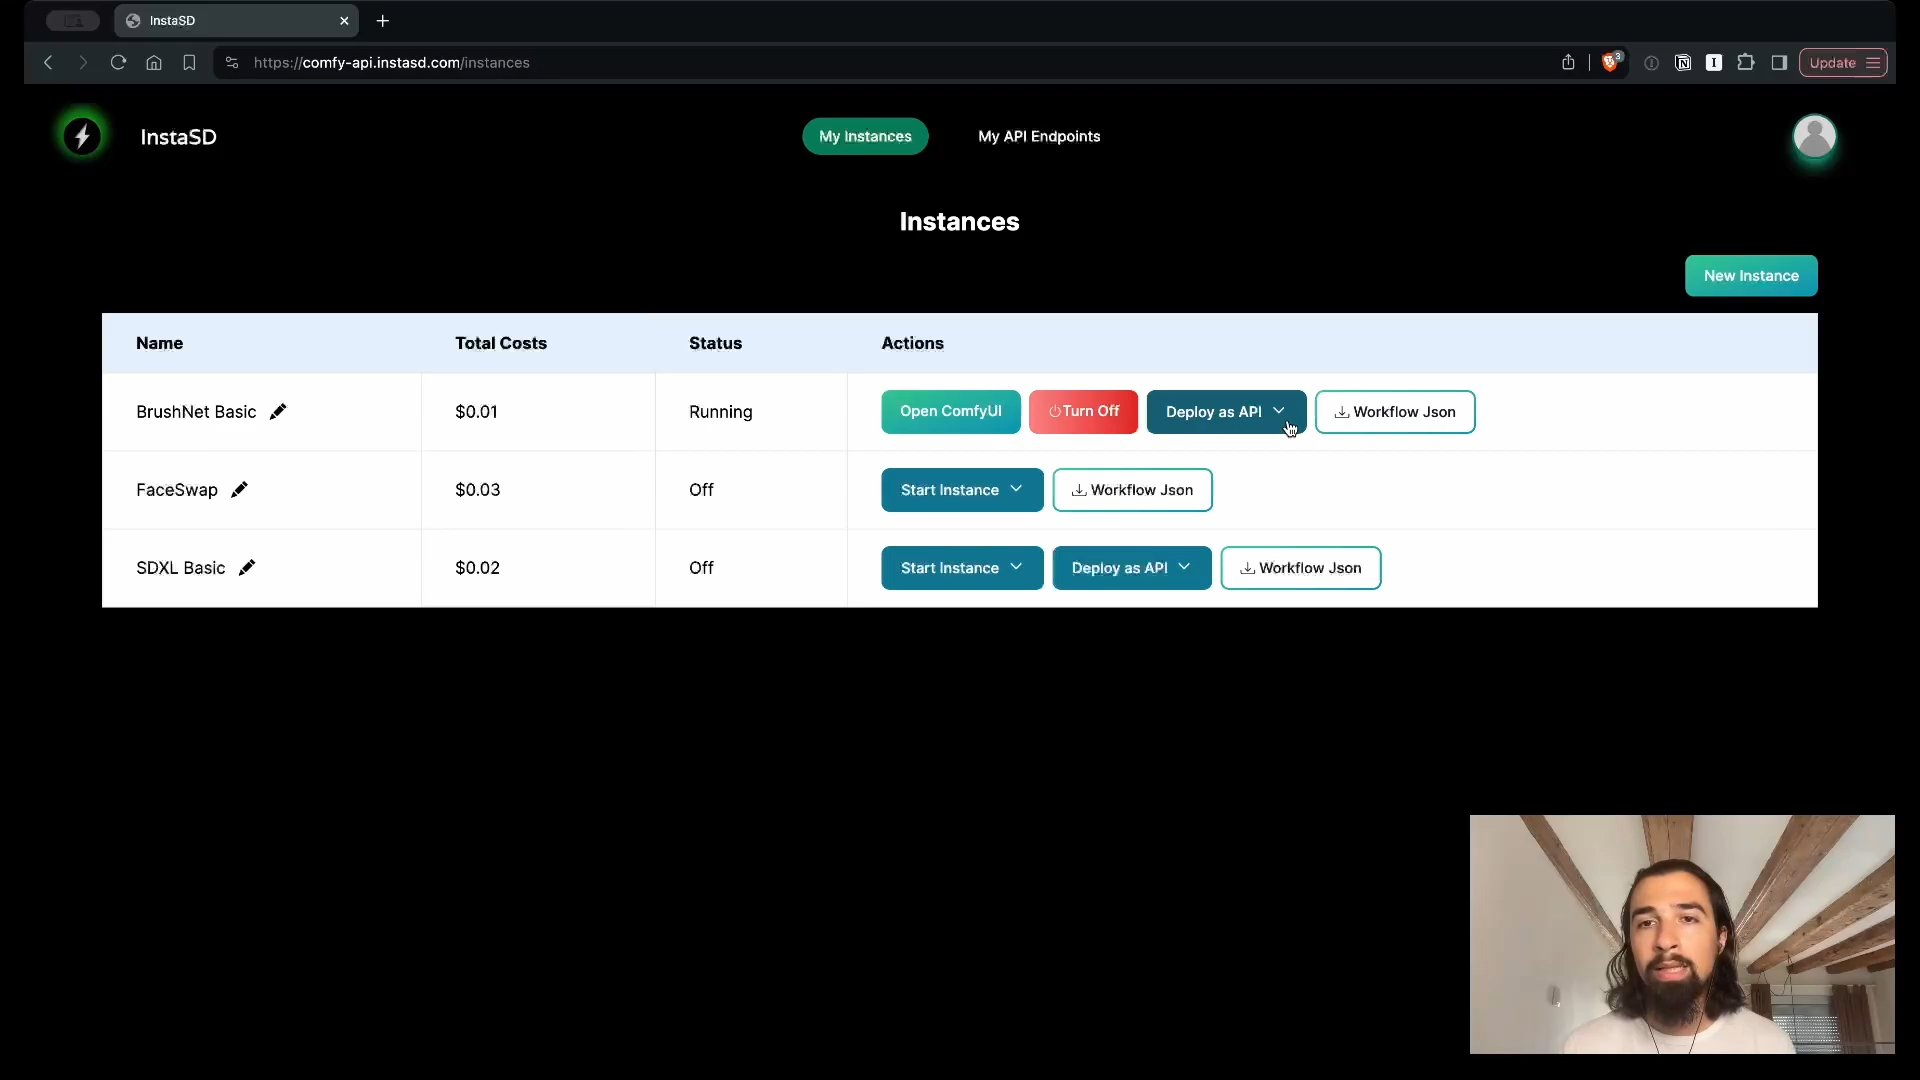 InstaSD
https://comfy-api.instasd.com/instances
3
Update
InstaSD
My Instances
My API Endpoints
Instances
New Instance
Name Total Costs Status Actions
BrushNet Basic $0.01 Running Open ComfyUI Turn Off Deploy as API Workflow Json
FaceSwap $0.03 Off Start Instance Workflow Json
SDXL Basic $0.02 Off Start Instance Deploy as API Workflow Json